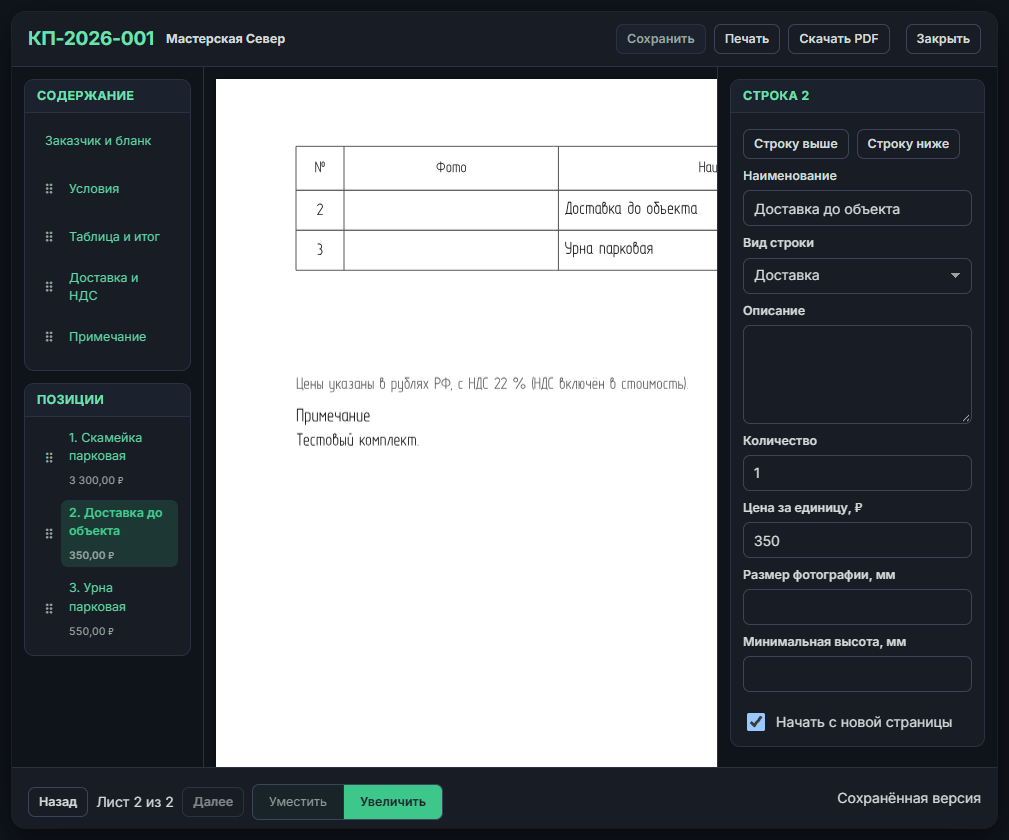 КП-2026-001 Мастерская Север
Сохранить Печать Скачать PDF Закрыть
СОДЕРЖАНИЕ
Заказчик и бланк
Условия
Таблица и итог
Доставка и
НДС
Примечание
ПОЗИЦИИ
1. Скамейка
парковая
3 300,00 ₽
2. Доставка до
объекта
350,00 ₽
3. Урна
парковая
550,00 ₽
№ Фото Наи
2 Доставка до объекта
3 Урна парковая
Цены указаны в рублях РФ, с НДС 22 % (НДС включён в стоимость).
Примечание
Тестовый комплект.
СТРОКА 2
Строку выше Строку ниже
Наименование
Доставка до объекта
Вид строки
Доставка
Описание
Количество
1
Цена за единицу, ₽
350
Размер фотографии, мм
Минимальная высота, мм
Начать с новой страницы
Назад Лист 2 из 2 Далее Уместить Увеличить Сохранённая версия